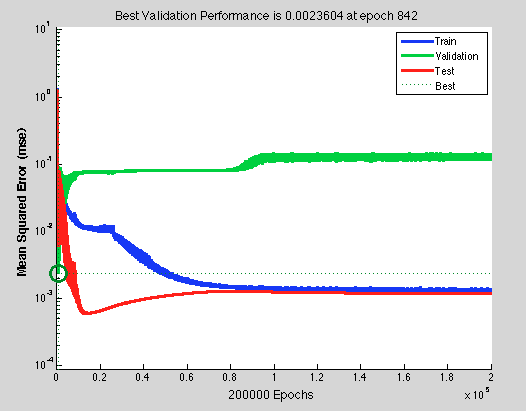 Best Validation Performance is 0.0023604 at epoch 842
10^1
10^0
10^-1
10^-2
10^-3
10^-4
Mean Squared Error (mse)
Train
Validation
Test
Best
0 0.2 0.4 0.6 0.8 1 1.2 1.4 1.6 1.8 2
x 10^5
200000 Epochs